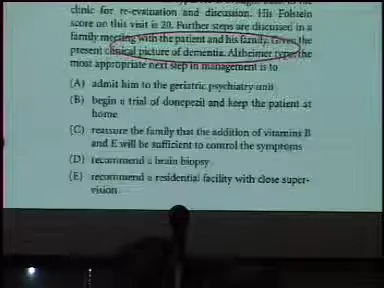 clinic for re-evaluation and discussion. His Folstein
score on this visit is 20. Further steps are discussed in a
family meeting with the patient and his family. Given the
present clinical picture of dementia, Alzheimer type, the
most appropriate next step in management is to
(A) admit him to the geriatric psychiatry unit
(B) begin a trial of donepezil and keep the patient at
home
(C) reassure the family that the addition of vitamins B
and E will be sufficient to control the symptoms
(D) recommend a brain biopsy
(E) recommend a residential facility with close super-
vision